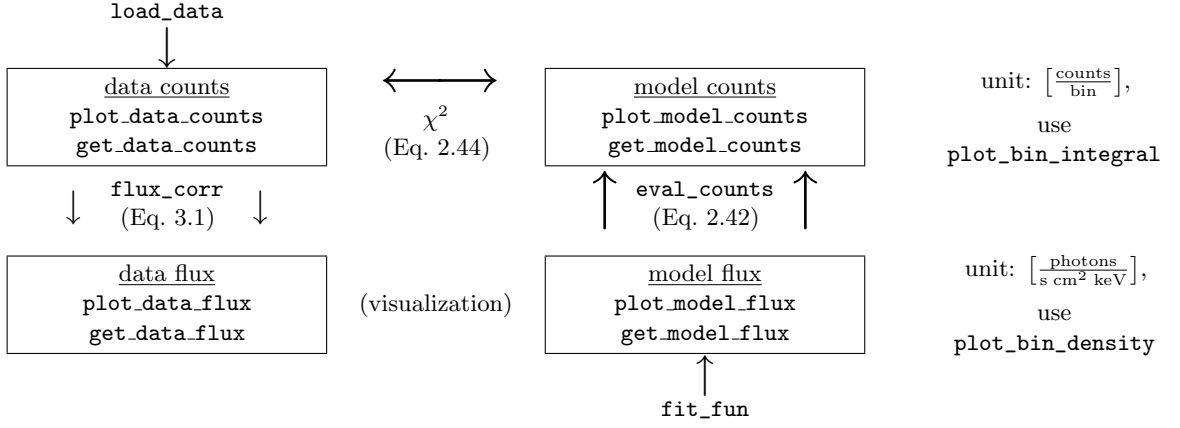 load_data
data counts
plot_data_counts
get_data_counts
χ²
(Eq. 2.44)
model counts
plot_model_counts
get_model_counts
unit: [counts/bin],
use
plot_bin_integral
flux_corr
(Eq. 3.1)
eval_counts
(Eq. 2.42)
data flux
plot_data_flux
get_data_flux
(visualization)
model flux
plot_model_flux
get_model_flux
unit: [photons/s cm² keV],
use
plot_bin_density
fit_fun